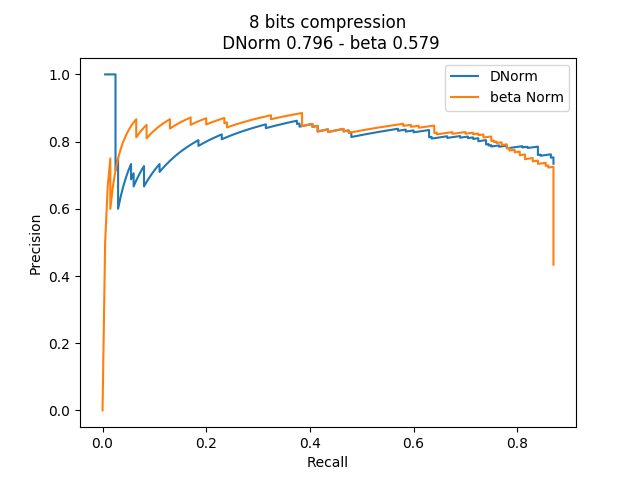 8 bits compression
DNorm 0.796 - beta 0.579
DNorm
beta Norm
1.0
0.8
0.6
0.4
0.2
0.0
Precision
0.0 0.2 0.4 0.6 0.8
Recall